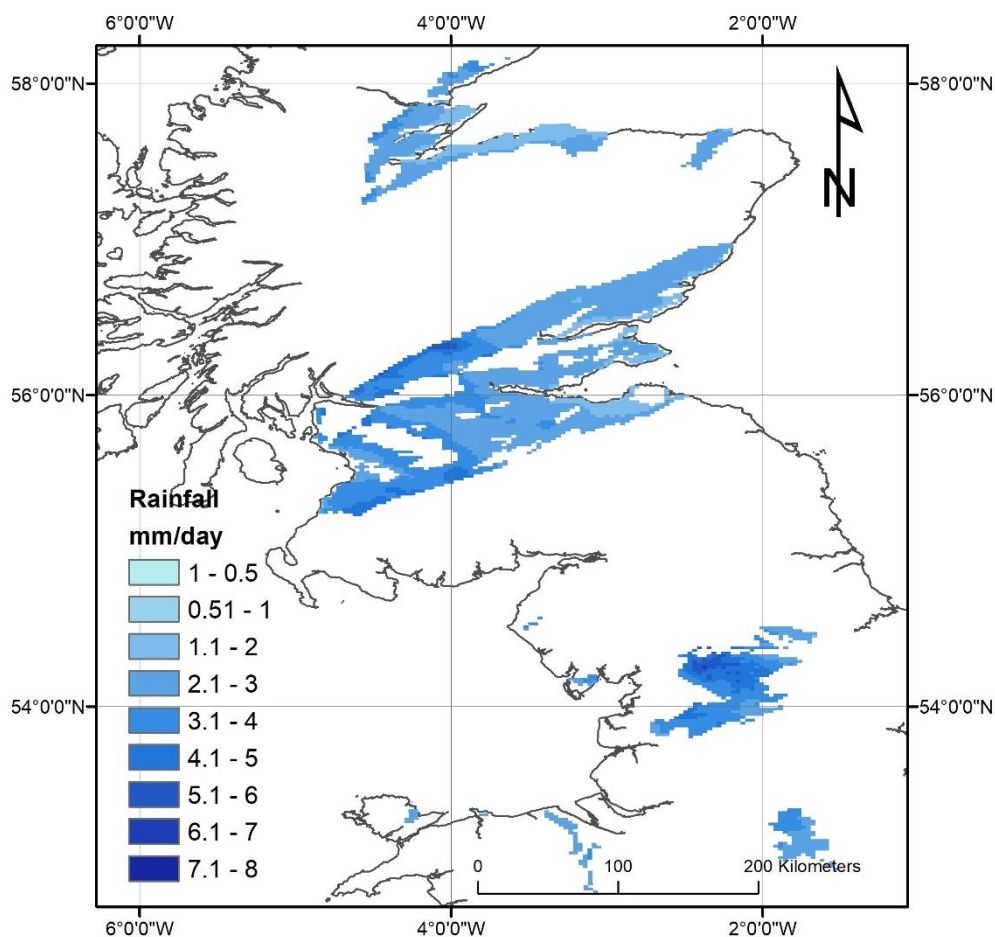 6°0'0"W 4°0'0"W 2°0'0"W
58°0'0"N 58°0'0"N
N
56°0'0"N 56°0'0"N
Rainfall
mm/day
1 - 0.5
0.51 - 1
1.1 - 2
2.1 - 3
3.1 - 4
54°0'0"N 54°0'0"N
4.1 - 5
5.1 - 6
6.1 - 7
7.1 - 8
0 100 200 Kilometers
6°0'0"W 4°0'0"W 2°0'0"W